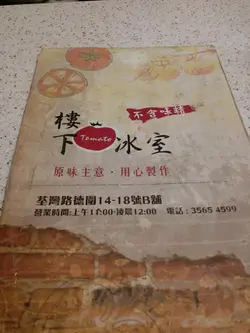 不含味精
樓下冰室
Tomato
原味主意·用心製作
荃灣路德圍14-18號B舖
營業時間:上午11:00-凌晨12:00 電話:3565 4599